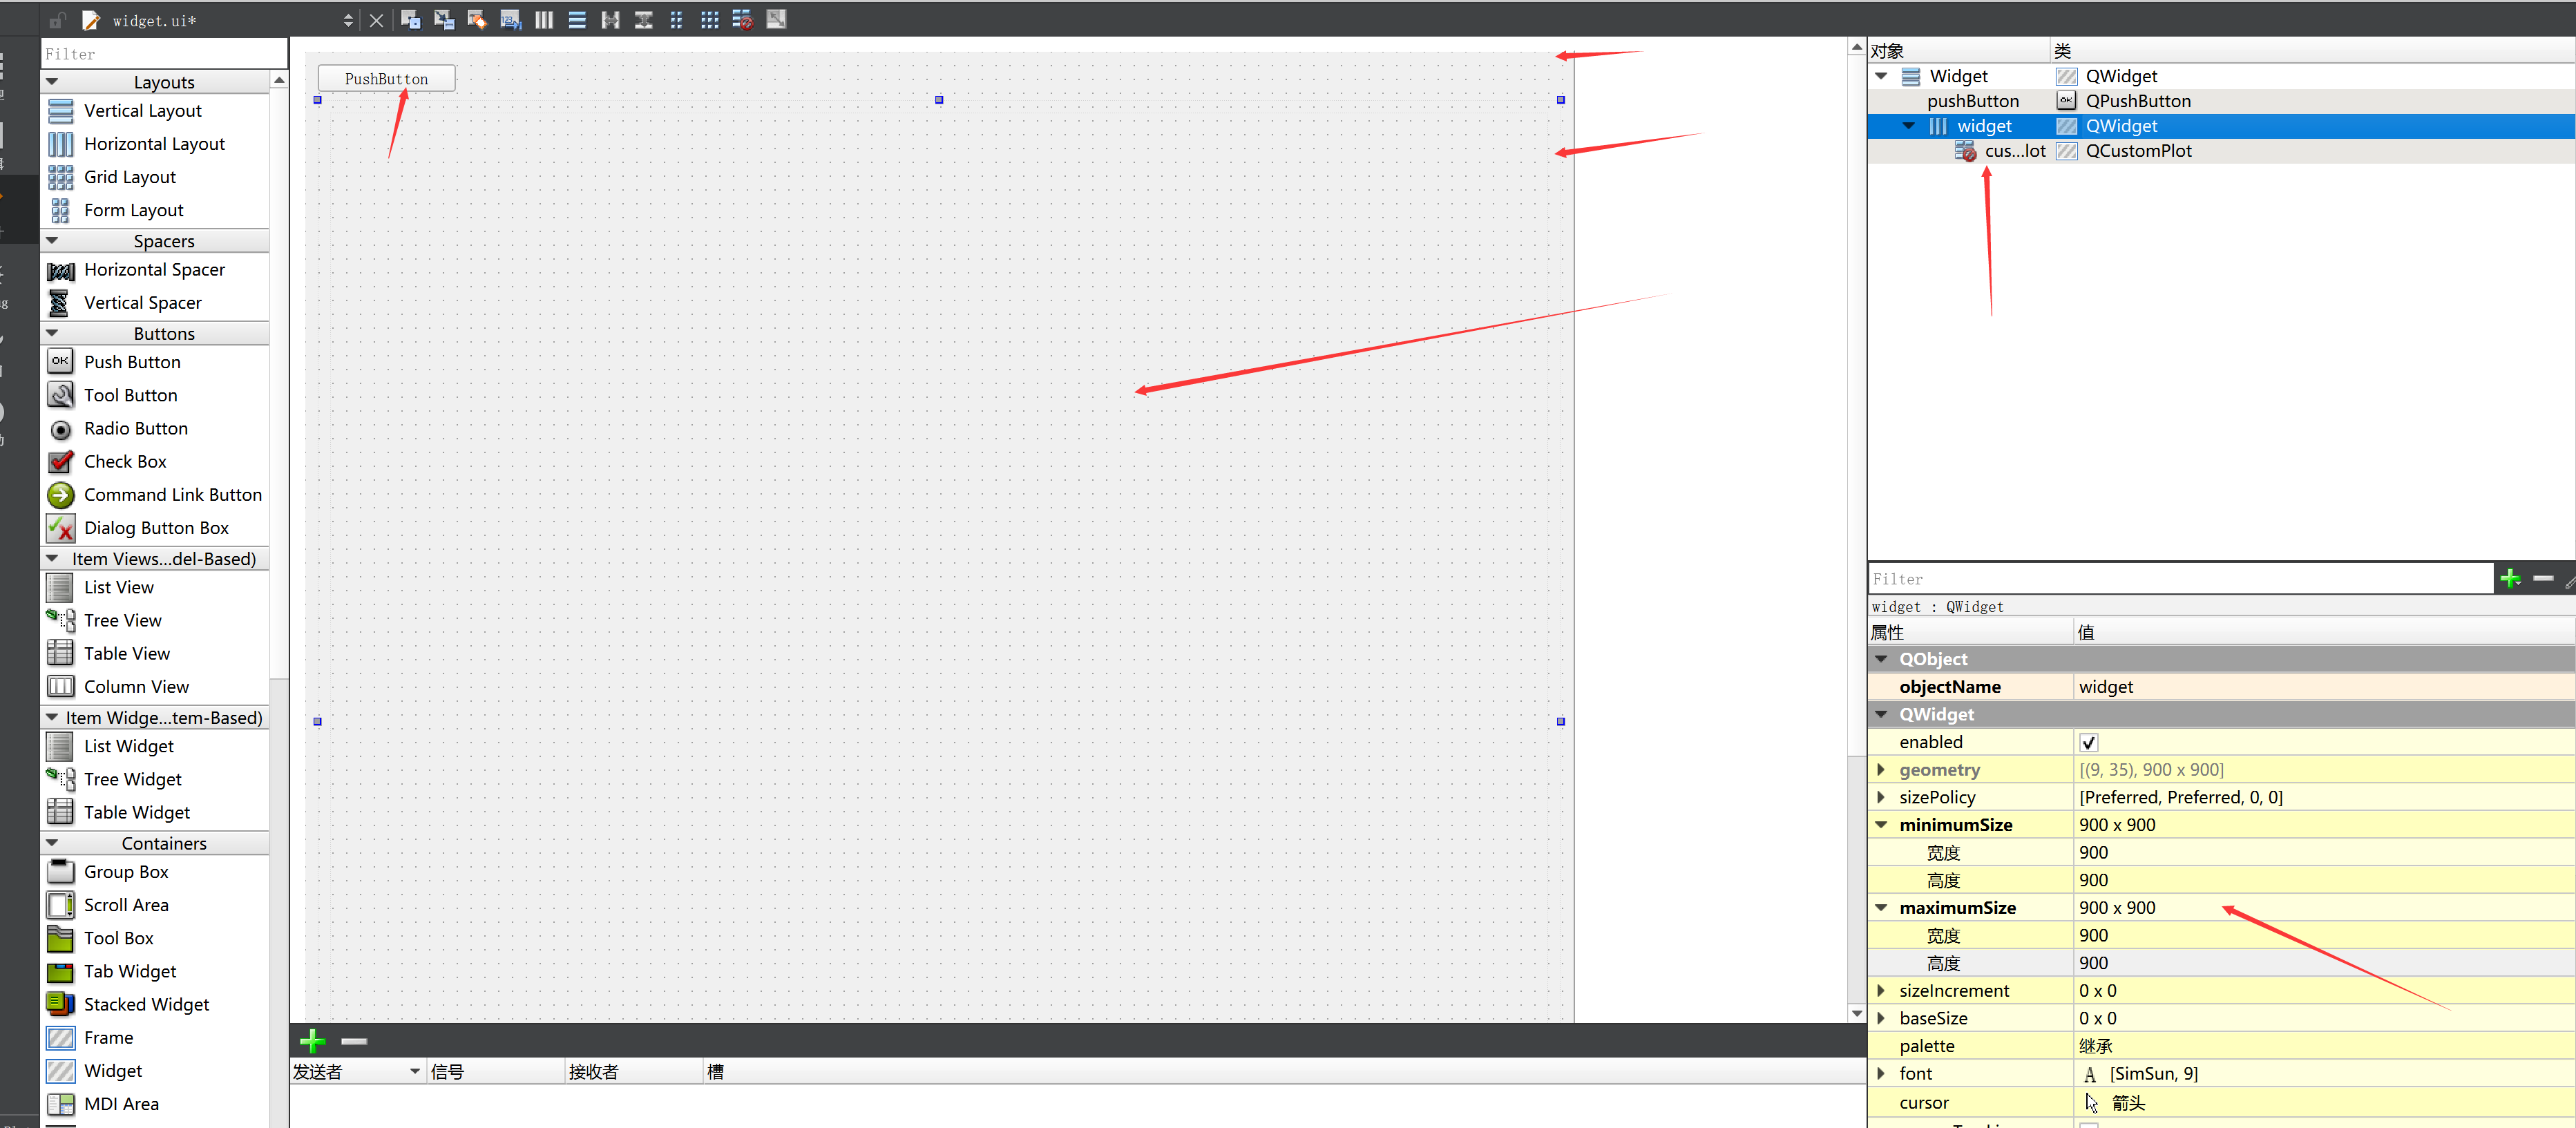 widget.ui*
Filter
Layouts
Vertical Layout
Horizontal Layout
Grid Layout
Form Layout
Spacers
Horizontal Spacer
Vertical Spacer
Buttons
Push Button
Tool Button
Radio Button
Check Box
Command Link Button
Dialog Button Box
Item Views...del-Based)
List View
Tree View
Table View
Column View
Item Widge...tem-Based)
List Widget
Tree Widget
Table Widget
Containers
Group Box
Scroll Area
Tool Box
Tab Widget
Stacked Widget
Frame
Widget
MDI Area
PushButton
发送者 信号 接收者 槽
对象 类
Widget QWidget
pushButton QPushButton
widget QWidget
cus...lot QCustomPlot
Filter
widget : QWidget
属性 值
QObject
objectName widget
QWidget
enabled
geometry [(9, 35), 900 x 900]
sizePolicy [Preferred, Preferred, 0, 0]
minimumSize 900 x 900
宽度 900
高度 900
maximumSize 900 x 900
宽度 900
高度 900
sizeIncrement 0 x 0
baseSize 0 x 0
palette 继承
font A [SimSun, 9]
cursor 箭头